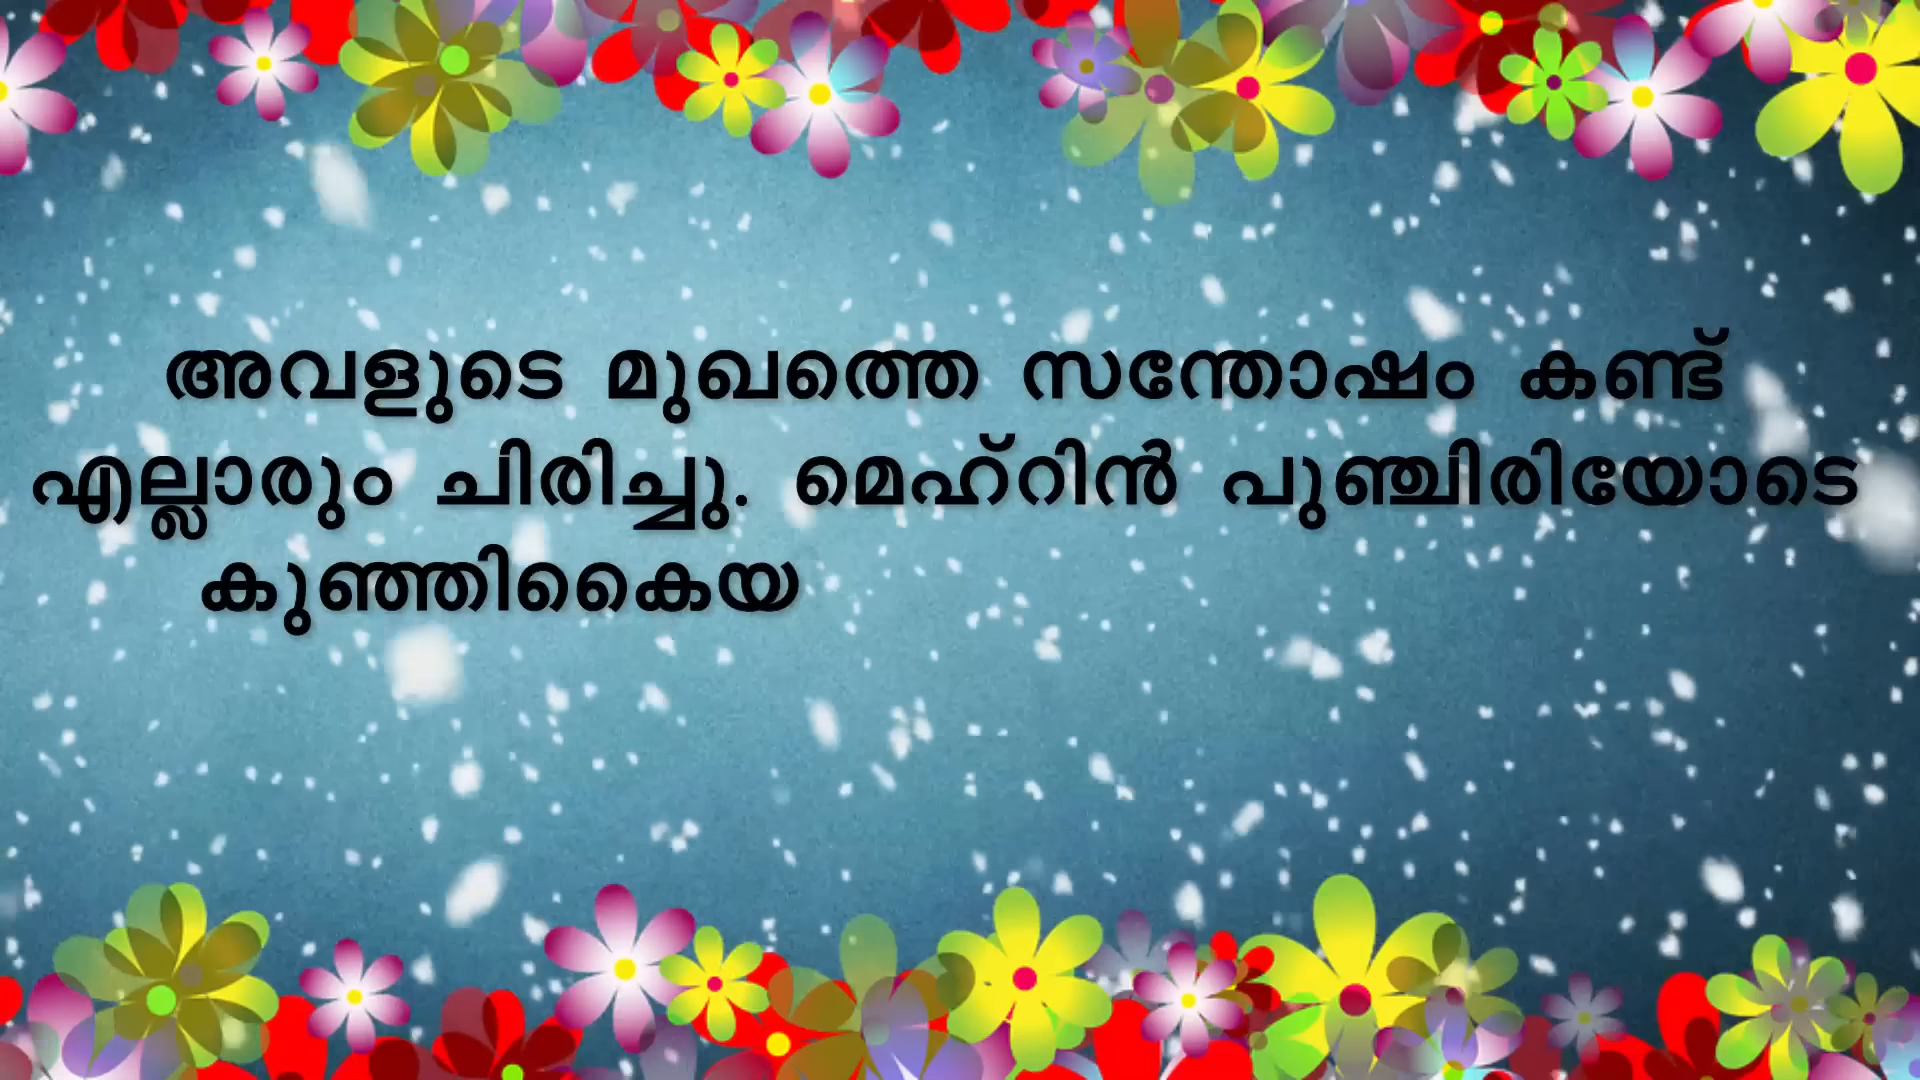 അവളുടെ മുഖത്തെ സന്തോഷം കണ്ട്
എല്ലാരും ചിരിച്ചു. മെഹ്റിൻ പുഞ്ചിരിയോടെ
കുഞ്ഞികൈയ